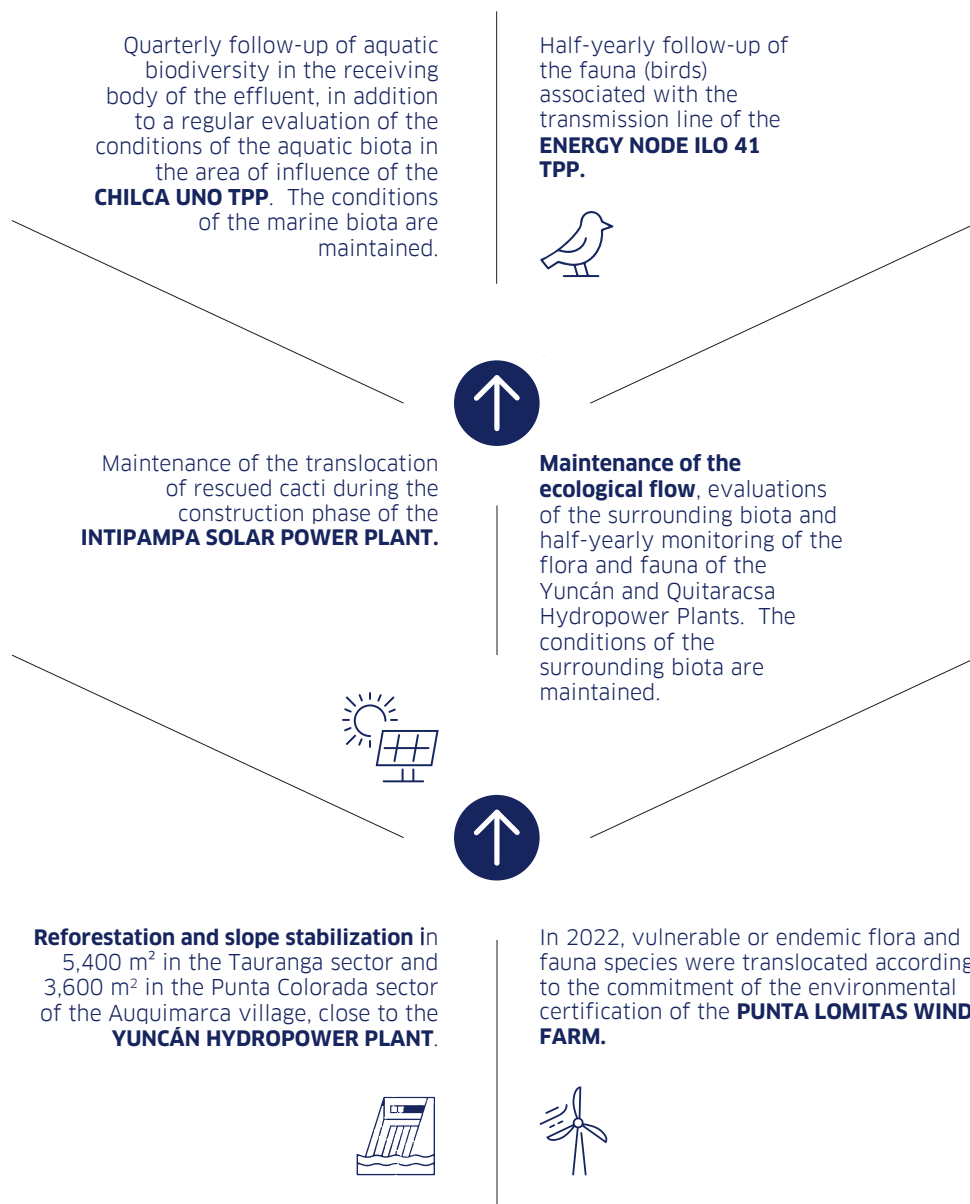 Quarterly follow-up of aquatic
biodiversity in the receiving
body of the effluent, in addition
to a regular evaluation of the
conditions of the aquatic biota in
the area of influence of the
CHILCA UNO TPP. The conditions
of the marine biota are
maintained.
Half-yearly follow-up of
the fauna (birds)
associated with the
transmission line of the
ENERGY NODE ILO 41
TPP.
Maintenance of the translocation
of rescued cacti during the
construction phase of the
INTIPAMPA SOLAR POWER PLANT.
Maintenance of the
ecological flow, evaluations
of the surrounding biota and
half-yearly monitoring of the
flora and fauna of the
Yuncán and Quitaracsa
Hydropower Plants. The
conditions of the
surrounding biota are
maintained.
Reforestation and slope stabilization in
5,400 m² in the Tauranga sector and
3,600 m² in the Punta Colorada sector
of the Auquimarca village, close to the
YUNCÁN HYDROPOWER PLANT.
In 2022, vulnerable or endemic flora and
fauna species were translocated according
to the commitment of the environmental
certification of the PUNTA LOMITAS WIND
FARM.